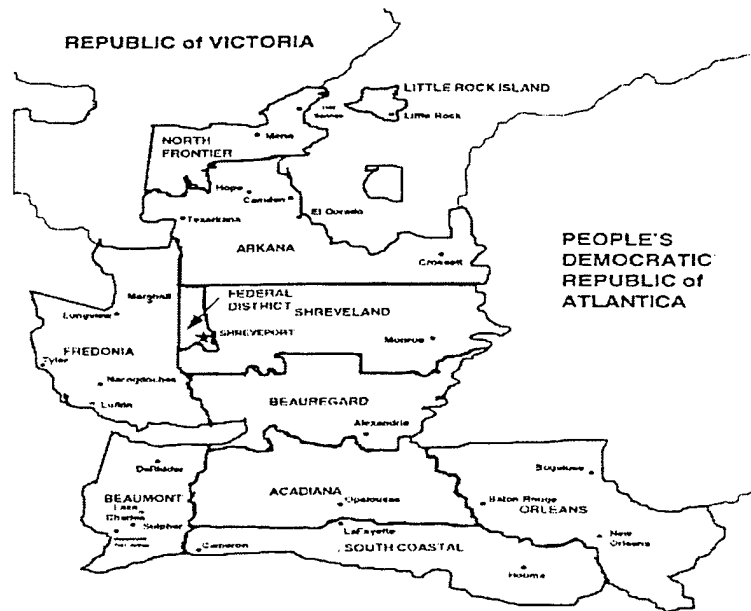 REPUBLIC of VICTORIA
LITTLE ROCK ISLAND
Little Rock
Mena
NORTH
FRONTIER
Hope
Camden
El Dorado
Texarkana
ARKANA
Crossett
PEOPLE'S
DEMOCRATIC
REPUBLIC of
ATLANTICA
Marshall
FEDERAL
DISTRICT
Longview
SHREVELAND
SHREVEPORT
Monroe
FREDONIA
Tyler
Nacogdoches
BEAUREGARD
Lufkin
Alexandria
DeRidder
Bogalusa
BEAUMONT
ACADIANA
Baton Rouge
Lake
Charles
Opelousas
ORLEANS
Sulphur
LaFayette
New
Orleans
Cameron
SOUTH COASTAL
Houma